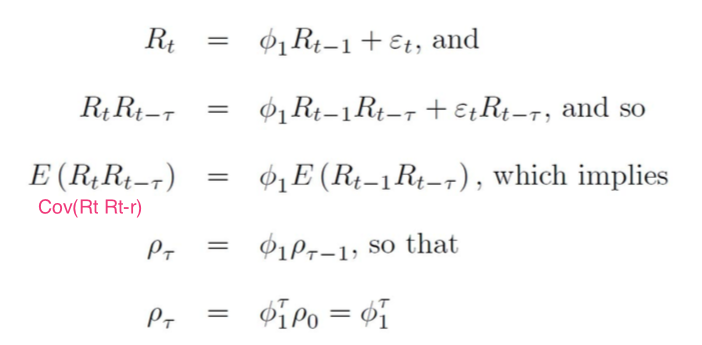 R_t = ϕ_1 R_{t−1} + ε_t, and
R_t R_{t−τ} = ϕ_1 R_{t−1} R_{t−τ} + ε_t R_{t−τ}, and so
E (R_t R_{t−τ}) = ϕ_1 E (R_{t−1} R_{t−τ}) , which implies
Cov(Rt Rt-r)
ρ_τ = ϕ_1 ρ_{τ−1}, so that
ρ_τ = ϕ_1^τ ρ_0 = ϕ_1^τ